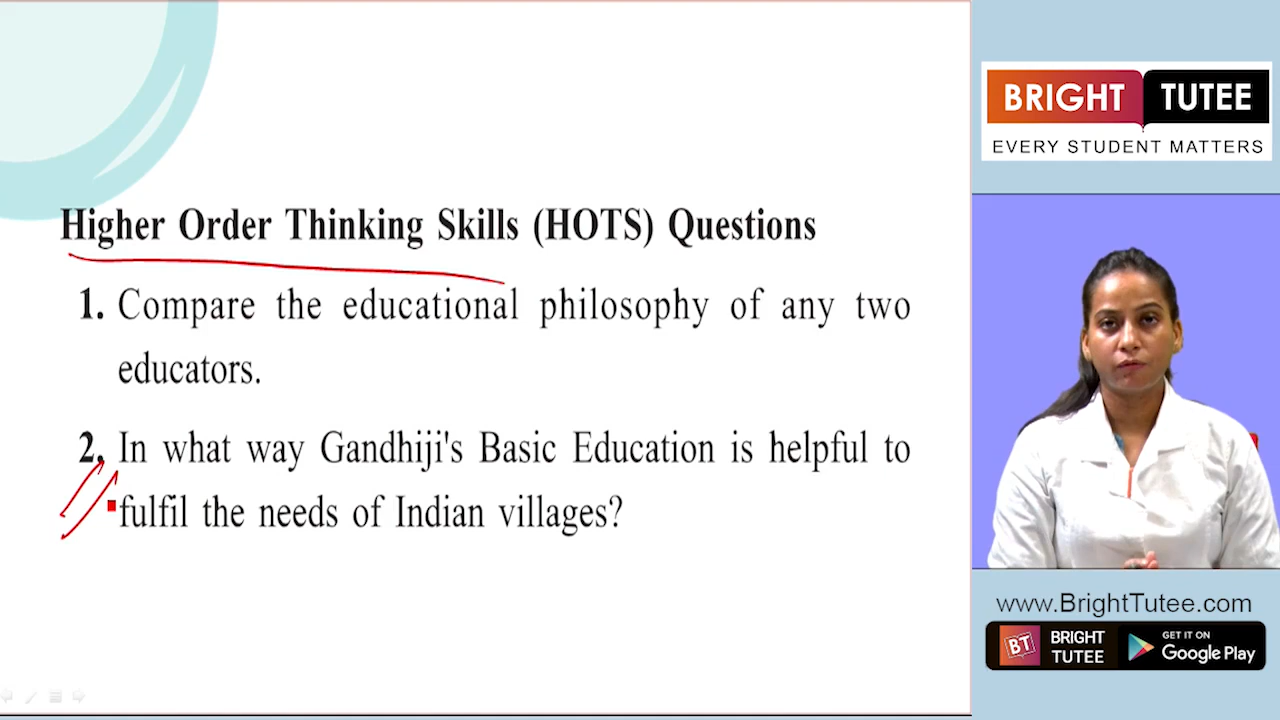 Higher Order Thinking Skills (HOTS) Questions
1. Compare the educational philosophy of any two
educators.
2. In what way Gandhiji's Basic Education is helpful to
fulfil the needs of Indian villages?
BRIGHT TUTEE
EVERY STUDENT MATTERS
www.BrightTutee.com
BT
BRIGHT
TUTEE
GET IT ON
Google Play